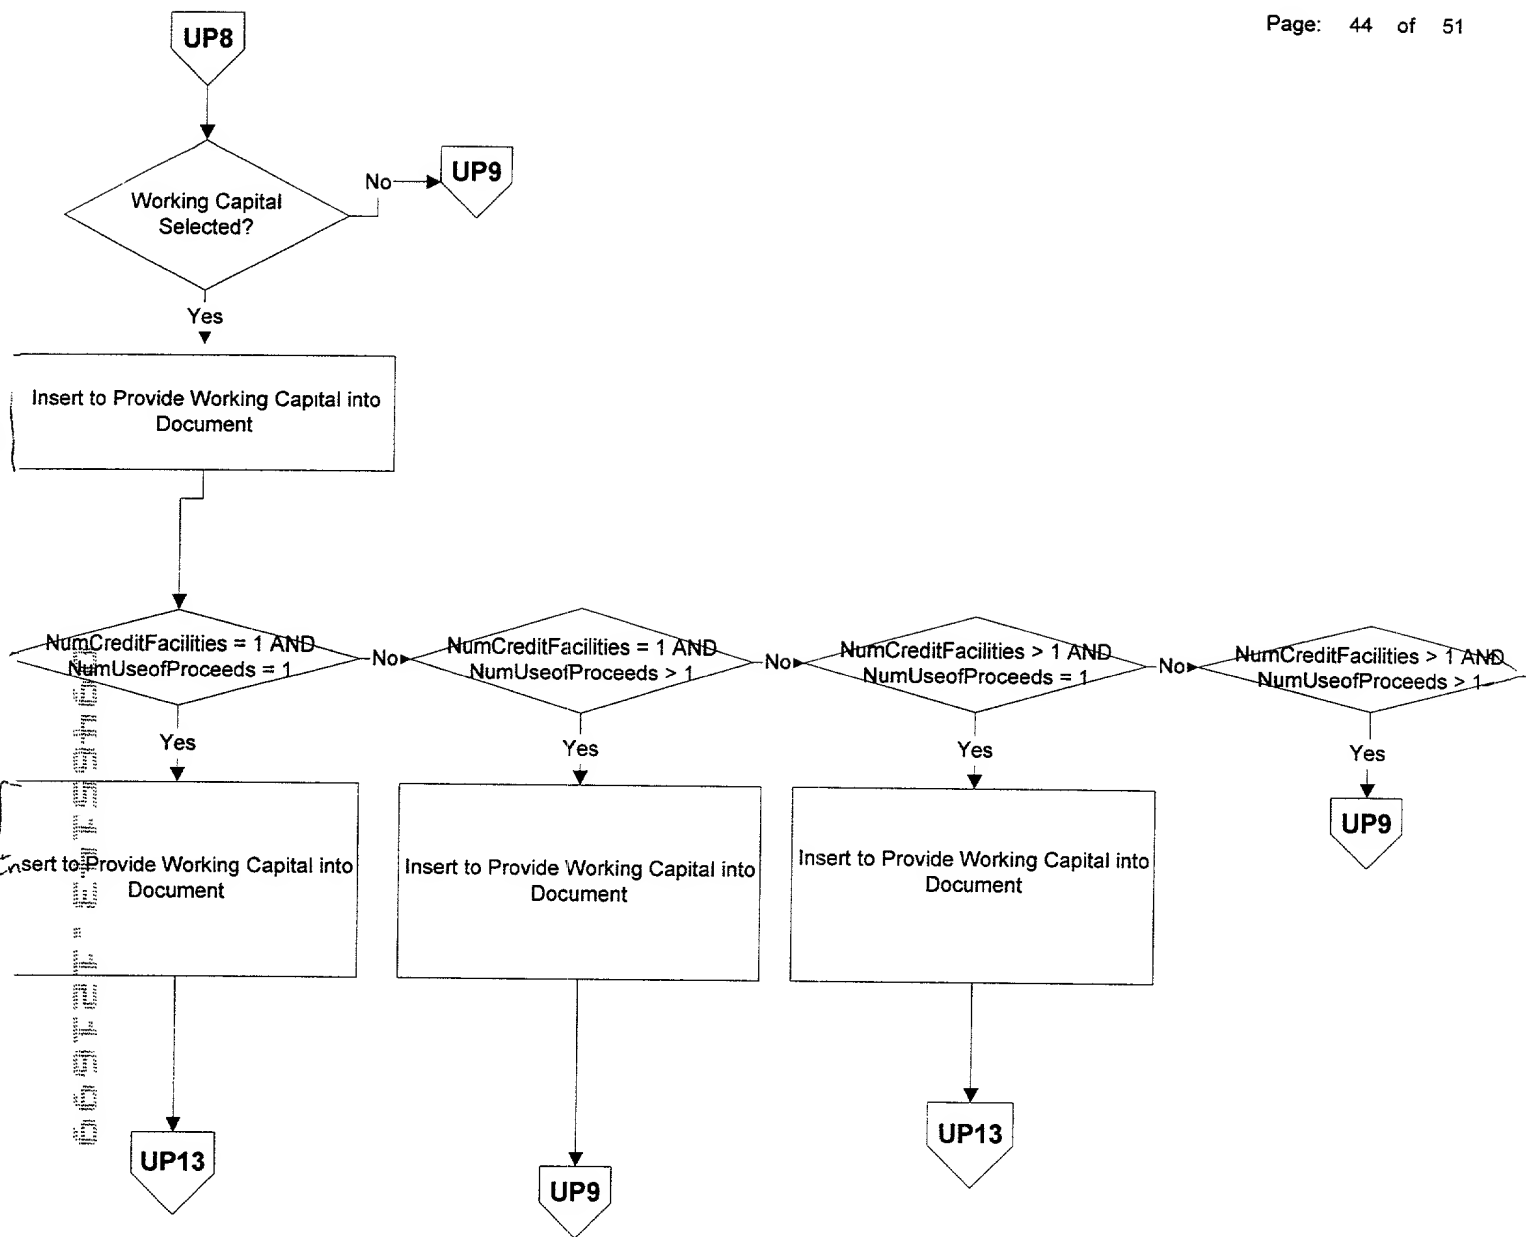 Page: 44 of 51
UP8
No
UP9
Working Capital
Selected?
Yes
Insert to Provide Working Capital into
Document
NumCreditFacilities = 1 AND
NumUseofProceeds = 1
No
NumCreditFacilities = 1 AND
NumUseofProceeds > 1
No
NumCreditFacilities > 1 AND
NumUseofProceeds = 1
No
NumCreditFacilities > 1 AND
NumUseofProceeds > 1
Yes
Yes
Yes
Yes
UP9
Insert to Provide Working Capital into
Document
Insert to Provide Working Capital into
Document
Insert to Provide Working Capital into
Document
UP13
UP9
UP13